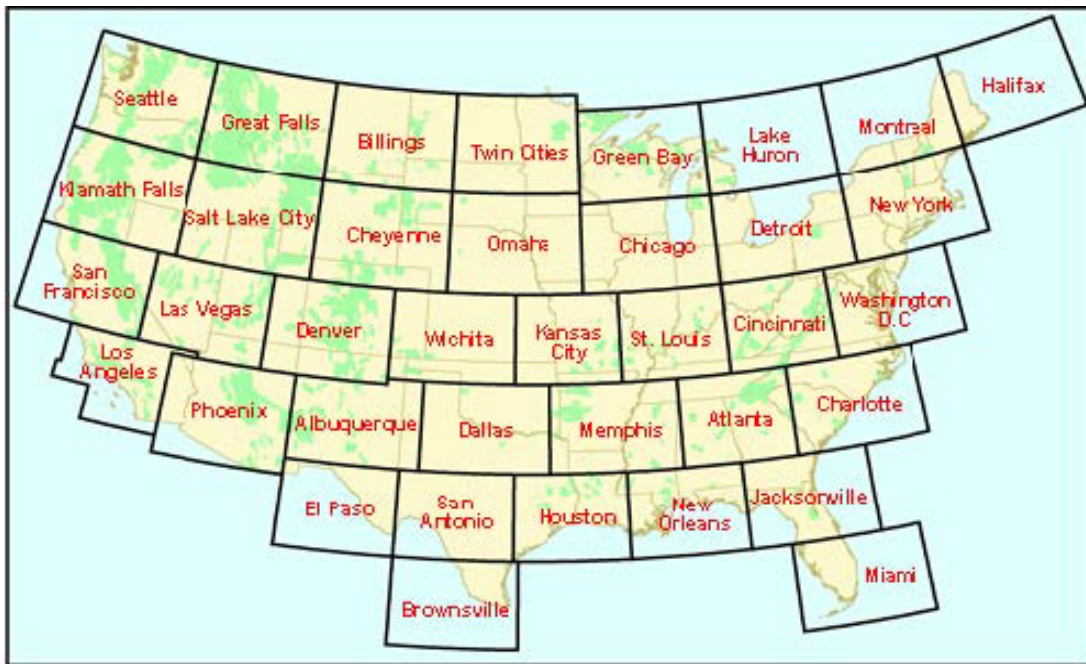 Seattle
Great Falls
Billings
Twin Cities
Green Bay
Lake
Huron
Montreal
Halifax
Klamath Falls
Salt Lake City
Cheyenne
Omaha
Chicago
Detroit
New York
San
Francisco
Las Vegas
Denver
Wichita
Kansas
City
St. Louis
Cincinnati
Washington
D.C
Los
Angeles
Phoenix
Albuquerque
Dallas
Memphis
Atlanta
Charlotte
El Paso
San
Antonio
Houston
New
Orleans
Jacksonville
Brownsville
Miami